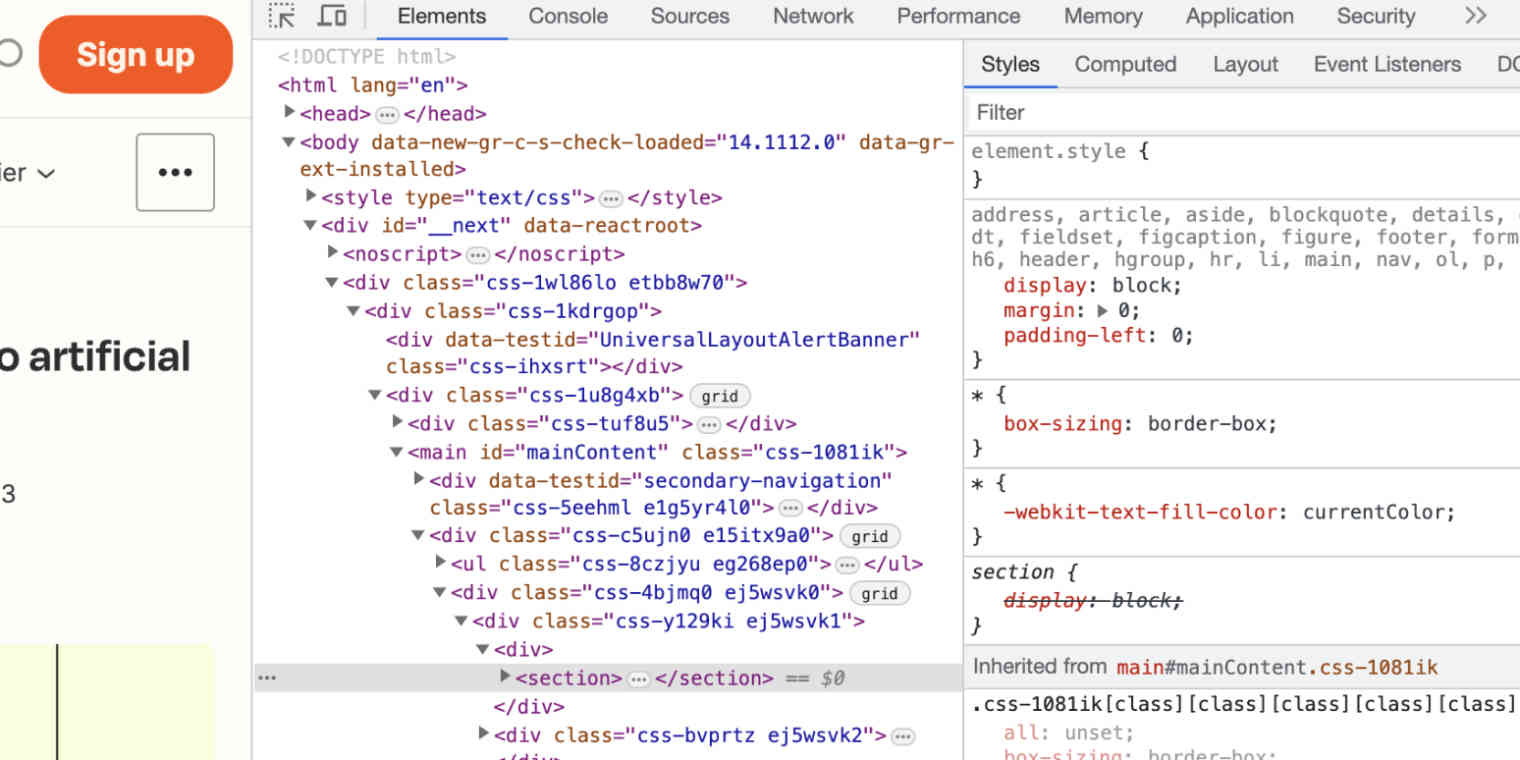 Sign up
ier
o artificial
3
Elements Console Sources Network Performance Memory Application Security
<!DOCTYPE html>
<html lang="en">
<head> … </head>
<body data-new-gr-c-s-check-loaded="14.1112.0" data-gr-
ext-installed>
<style type="text/css"> … </style>
<div id="__next" data-reactroot>
<noscript> … </noscript>
<div class="css-1wl86lo etbb8w70">
<div class="css-1kdrgop">
<div data-testid="UniversalLayoutAlertBanner"
class="css-ihxsrt"></div>
<div class="css-1u8g4xb"> grid
<div class="css-tuf8u5"> … </div>
<main id="mainContent" class="css-1081ik">
<div data-testid="secondary-navigation"
class="css-5eehml e1g5yr4l0"> … </div>
<div class="css-c5ujn0 e15itx9a0"> grid
<ul class="css-8czjyu eg268ep0"> … </ul>
<div class="css-4bjmq0 ej5wsvk0"> grid
<div class="css-y129ki ej5wsvk1">
<div>
… <section> … </section> == $0
</div>
<div class="css-bvprtz ej5wsvk2"> …
</div>
Styles Computed Layout Event Listeners DO
Filter
element.style {
}
address, article, aside, blockquote, details,
dt, fieldset, figcaption, figure, footer, form
h6, header, hgroup, hr, li, main, nav, ol, p,
display: block;
margin: 0;
padding-left: 0;
}
* {
box-sizing: border-box;
}
* {
-webkit-text-fill-color: currentColor;
}
section {
display: block;
}
Inherited from main#mainContent.css-1081ik
.css-1081ik[class][class][class][class][class]
all: unset;
box-sizing: border-box;